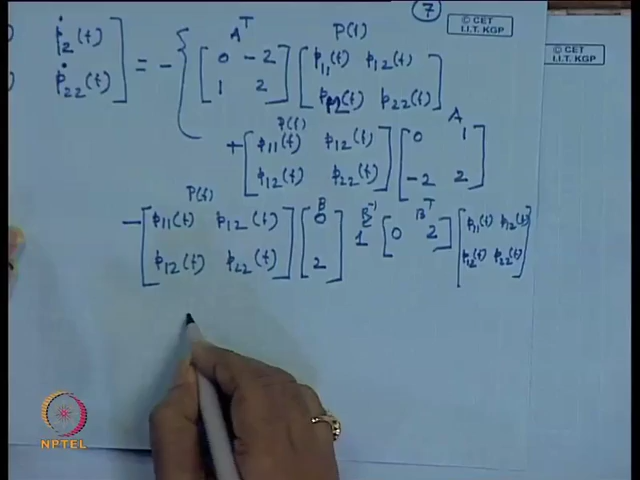 7
© CET
I.I.T. KGP
© CET
I.I.T. KGP
A^T P(t)
ṗ12(t) ] = - { [ 0 -2 ] [ p11(t) p12(t) ]
ṗ22(t) ] [ 1 2 ] [ p12(t) p22(t) ]
P(t) A
+ [ p11(t) p12(t) ] [ 0 1 ]
[ p12(t) p22(t) ] [ -2 2 ]
P(t) B B^T
- [ p11(t) p12(t) ] [ 0 ] 1 [ 0 2 ] [ p11(t) p12(t) ]
[ p12(t) p22(t) ] [ 2 ] [ p12(t) p22(t) ]
NPTEL